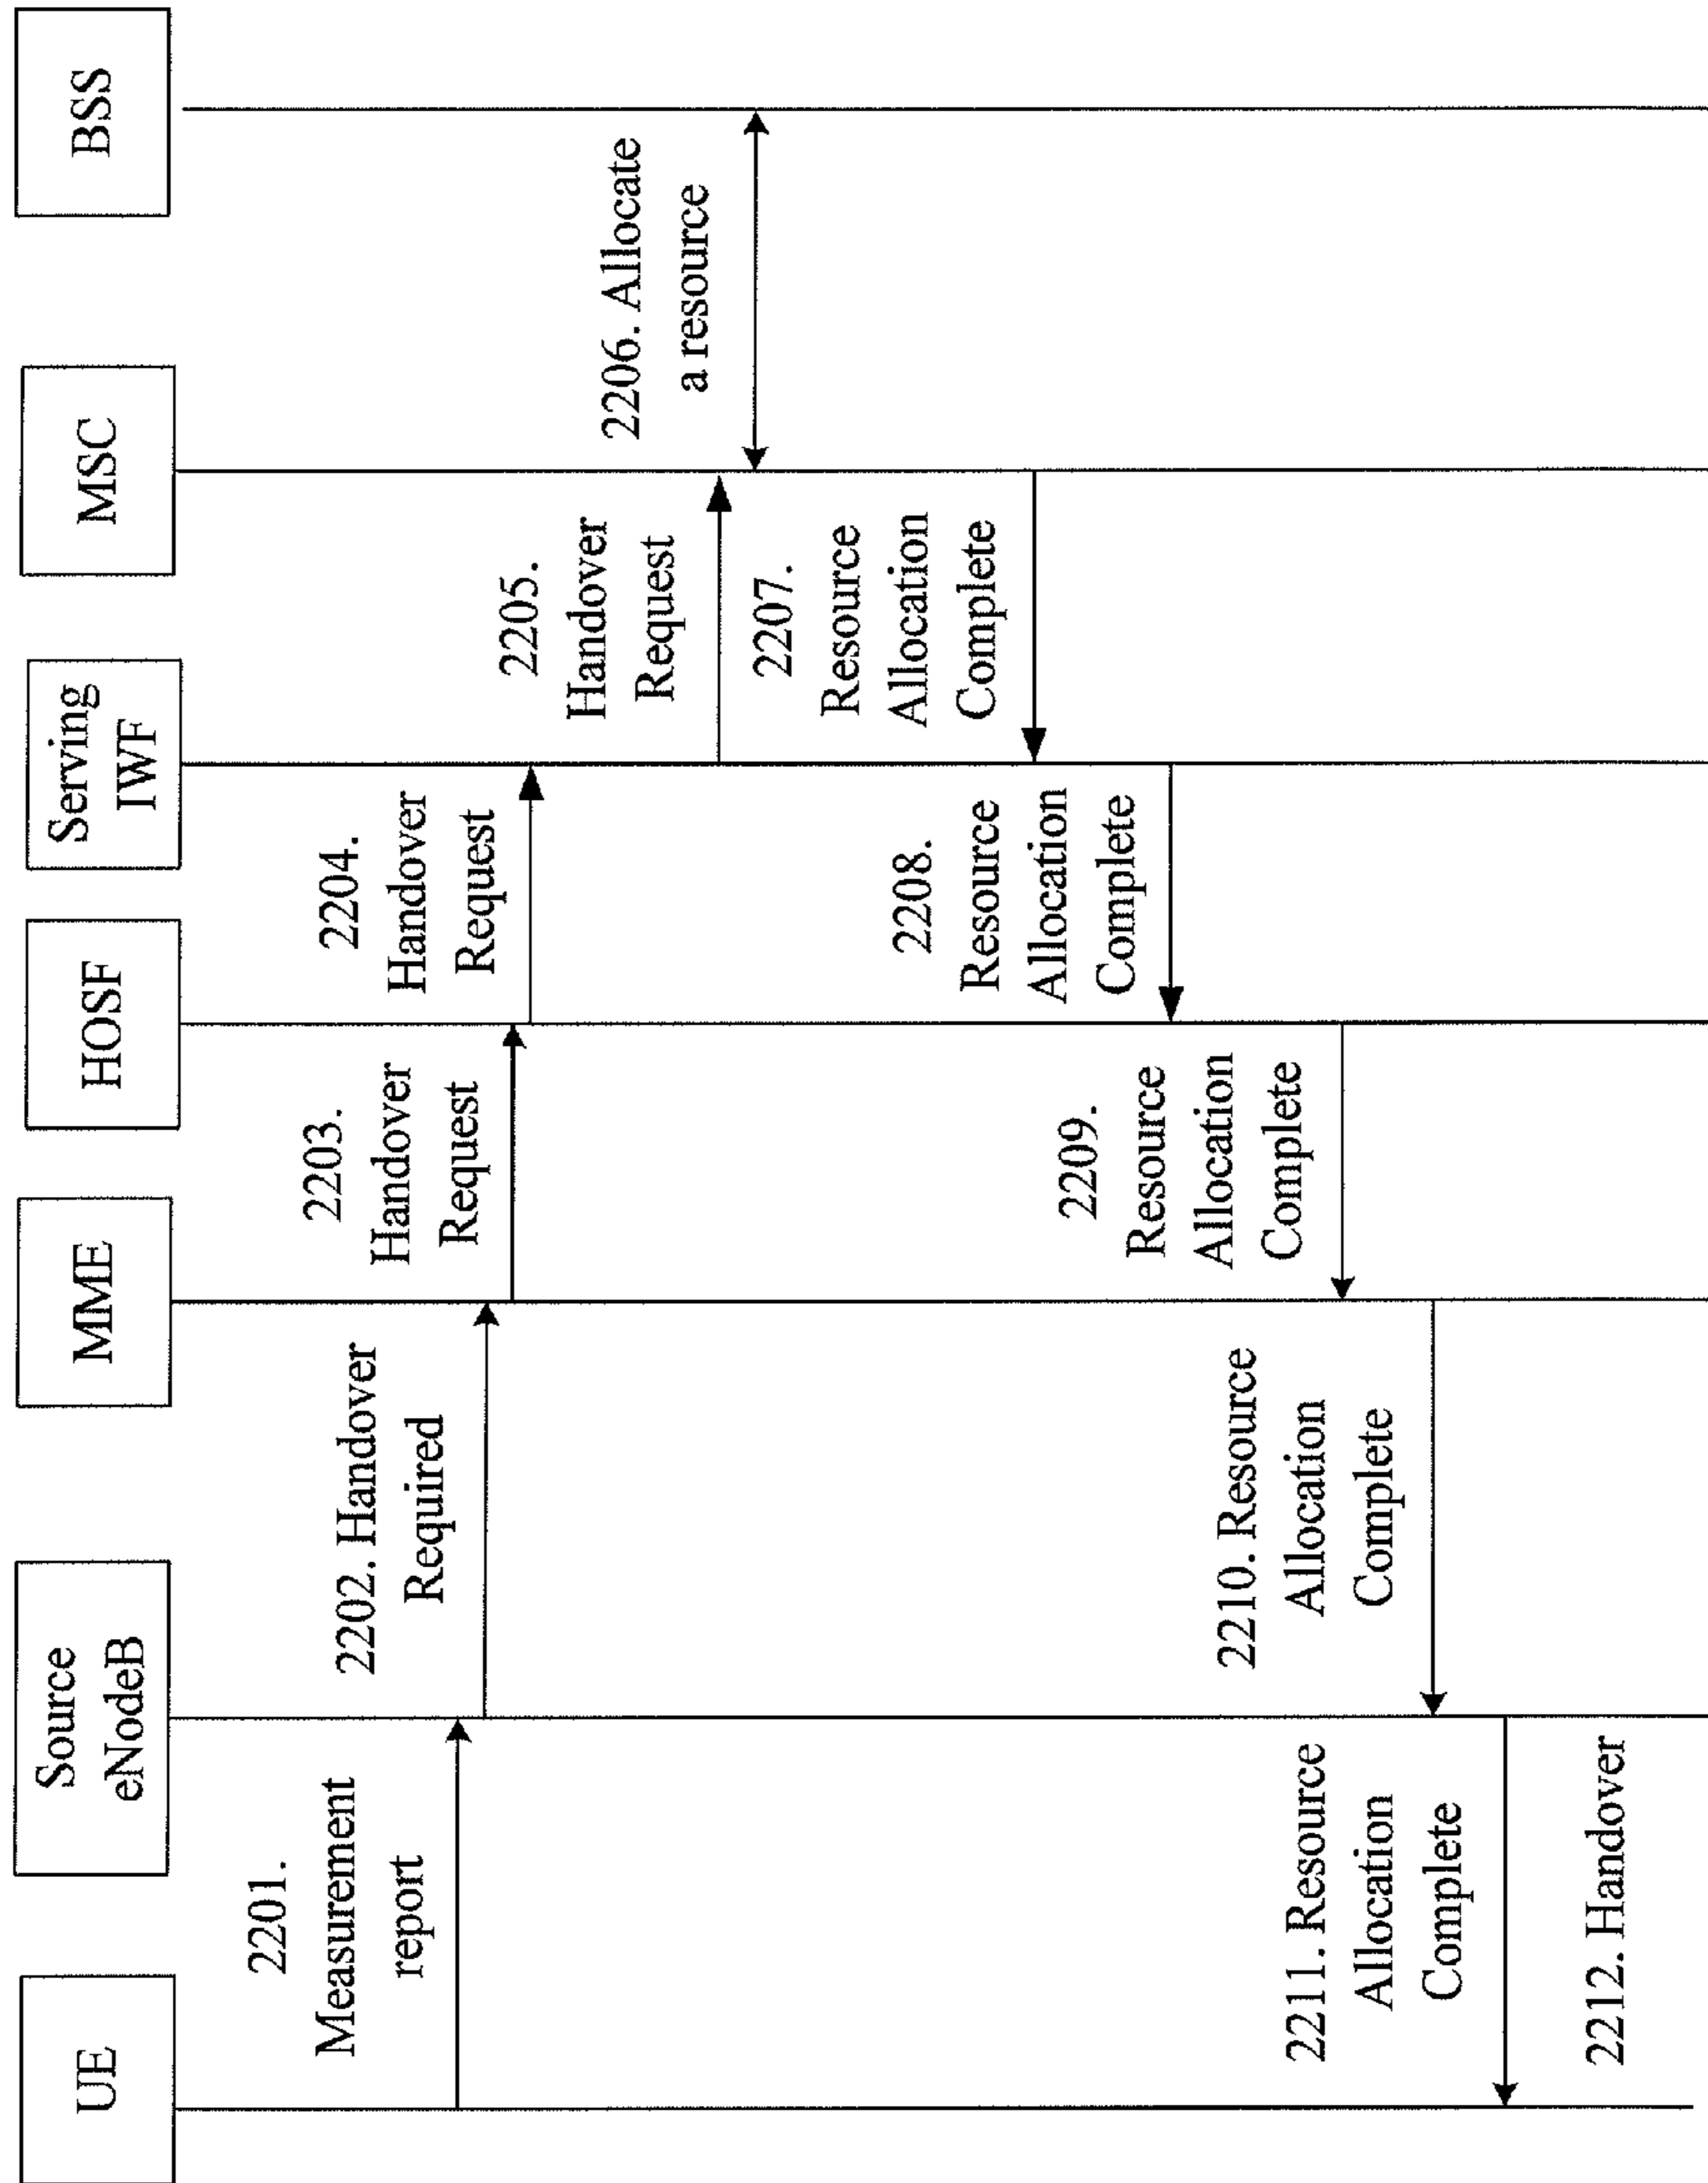 UE
Source
eNodeB
MME
HOSF
Serving
IWF
MSC
BSS
2201.
Measurement
report
2202. Handover
Required
2203.
Handover
Request
2204.
Handover
Request
2205.
Handover
Request
2206. Allocate
a resource
2207.
Resource
Allocation
Complete
2208.
Resource
Allocation
Complete
2209.
Resource
Allocation
Complete
2210. Resource
Allocation
Complete
2211. Resource
Allocation
Complete
2212. Handover